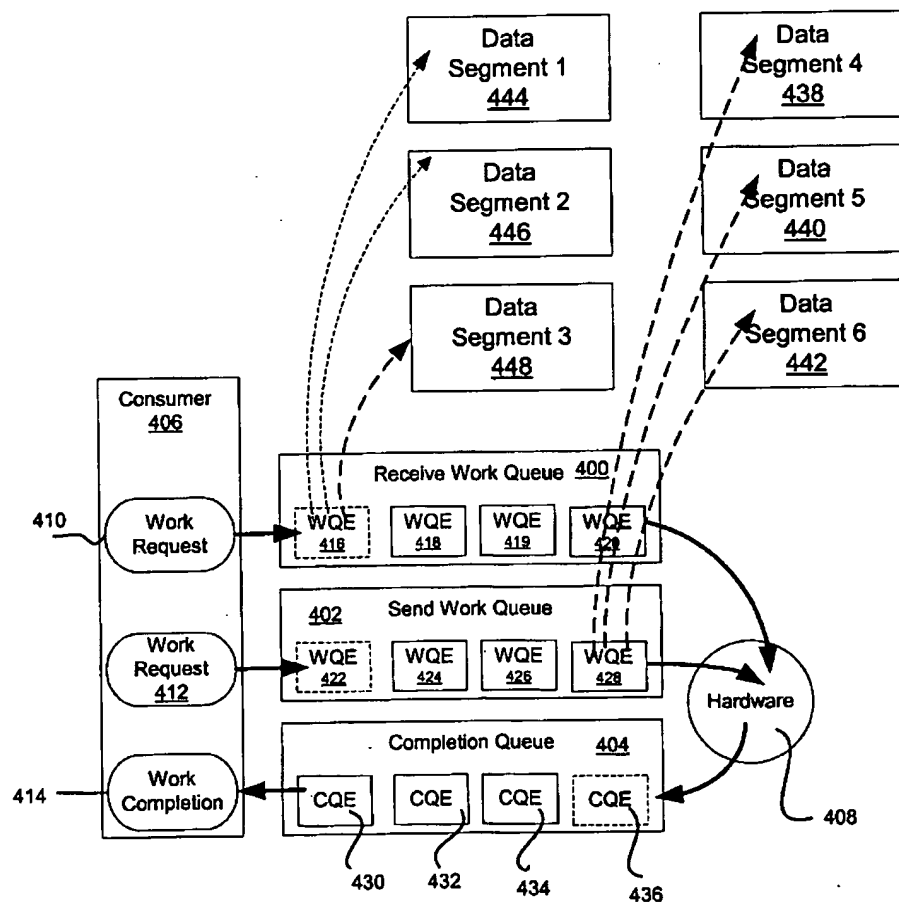 Data
Segment 1
444
Data
Segment 4
438
Data
Segment 2
446
Data
Segment 5
440
Data
Segment 3
448
Data
Segment 6
442
Consumer
406
Receive Work Queue 400
410
Work
Request
WQE
416
WQE
418
WQE
419
WQE
420
402 Send Work Queue
Work
Request
412
WQE
422
WQE
424
WQE
426
WQE
428
Hardware
Completion Queue 404
414
Work
Completion
CQE
CQE
CQE
CQE
408
430
432
434
436